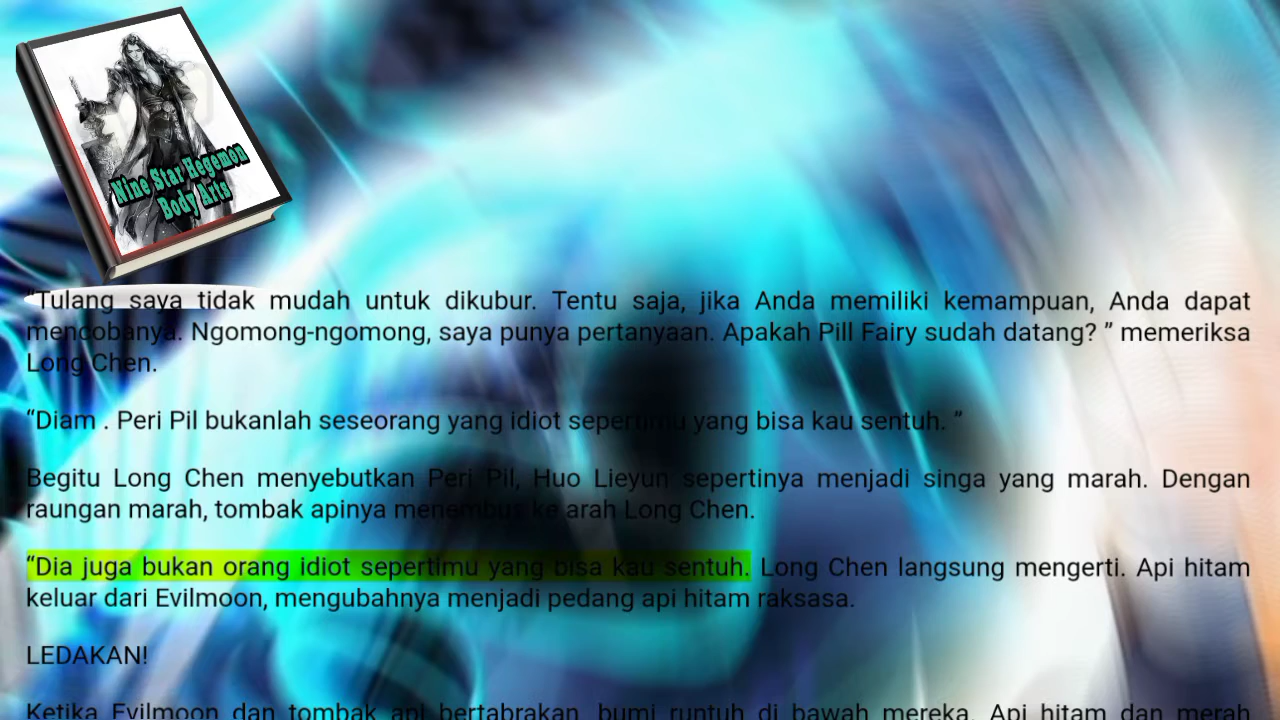 Nine Star Hegemon
Body Arts
“Tulang saya tidak mudah untuk dikubur. Tentu saja, jika Anda memiliki kemampuan, Anda dapat
mencobanya. Ngomong-ngomong, saya punya pertanyaan. Apakah Pill Fairy sudah datang? ” memeriksa
Long Chen.
“Diam . Peri Pil bukanlah seseorang yang idiot sepertimu yang bisa kau sentuh. ”
Begitu Long Chen menyebutkan Peri Pil, Huo Lieyun sepertinya menjadi singa yang marah. Dengan
raungan marah, tombak apinya menembus ke arah Long Chen.
“Dia juga bukan orang idiot sepertimu yang bisa kau sentuh. Long Chen langsung mengerti. Api hitam
keluar dari Evilmoon, mengubahnya menjadi pedang api hitam raksasa.
LEDAKAN!
Ketika Evilmoon dan tombak api bertabrakan, bumi runtuh di bawah mereka. Api hitam dan merah